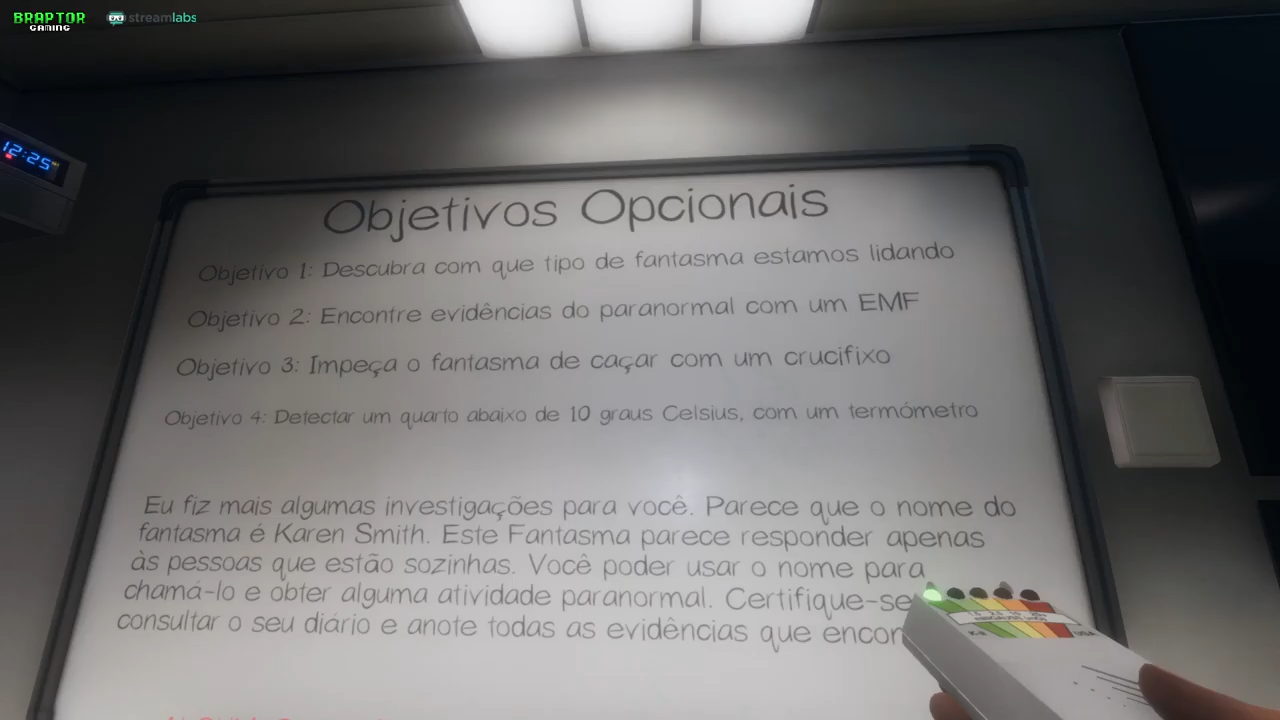 BRAPTOR
GAMING
streamlabs
12:25
Objetivos Opcionais
Objetivo 1: Descubra com que tipo de fantasma estamos lidando
Objetivo 2: Encontre evidências do paranormal com um EMF
Objetivo 3: Impeça o fantasma de caçar com um crucifixo
Objetivo 4: Detectar um quarto abaixo de 10 graus Celsius, com um termómetro
Eu fiz mais algumas investigações para você. Parece que o nome do
fantasma é Karen Smith. Este Fantasma parece responder apenas
às pessoas que estão sozinhas. Você poder usar o nome para
chamá-lo e obter alguma atividade paranormal. Certifique-se
consultar o seu diário e anote todas as evidências que encon